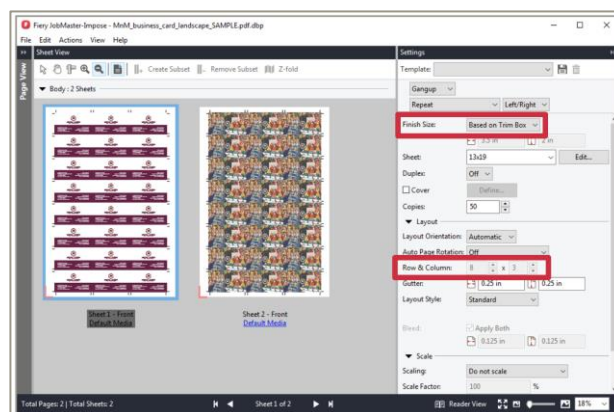 Fiery JobMaster-Impose - MnM_business_card_landscape_SAMPLE.pdf.dbp
File Edit Actions View Help
Sheet View
Settings
Page View
Create Subset Remove Subset Z-fold
Template:
Body : 2 Sheets
Gangup
Repeat Left/Right
Finish Size: Based on Trim Box
3.5 in 2 in
Sheet: 13x19 Edit...
Duplex: Off
Cover Define...
Copies: 50
Layout
Layout Orientation: Automatic
Auto Page Rotation: Off
Row & Column: 8 x 3
Gutter: 0.25 in 0.25 in
Layout Style: Standard
Sheet 1 - Front
Default Media
Sheet 2 - Front
Default Media
Bleed: Apply Both
0.125 in 0.125 in
Scale
Scaling: Do not scale
Scale Factor: 100 %
Total Pages: 2 | Total Sheets: 2 Sheet 1 of 2 Reader View 18%